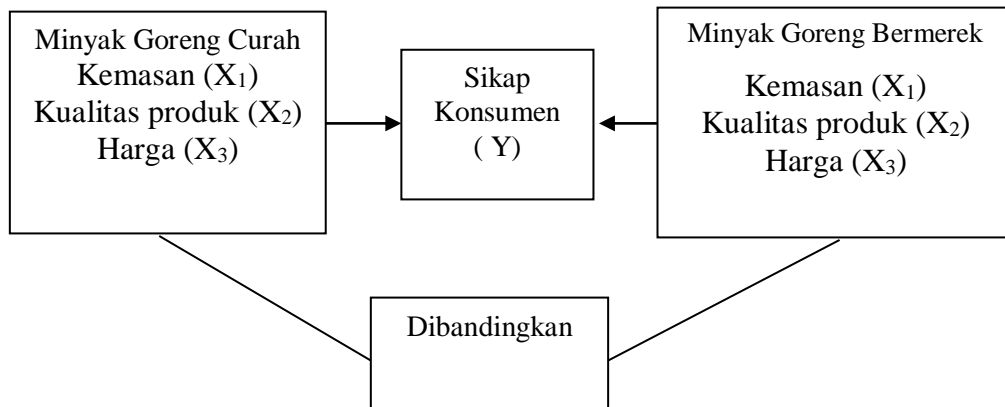 Minyak Goreng Curah
Kemasan (X₁)
Kualitas produk (X₂)
Harga (X₃)
Sikap
Konsumen
( Y)
Minyak Goreng Bermerek
Kemasan (X₁)
Kualitas produk (X₂)
Harga (X₃)
Dibandingkan